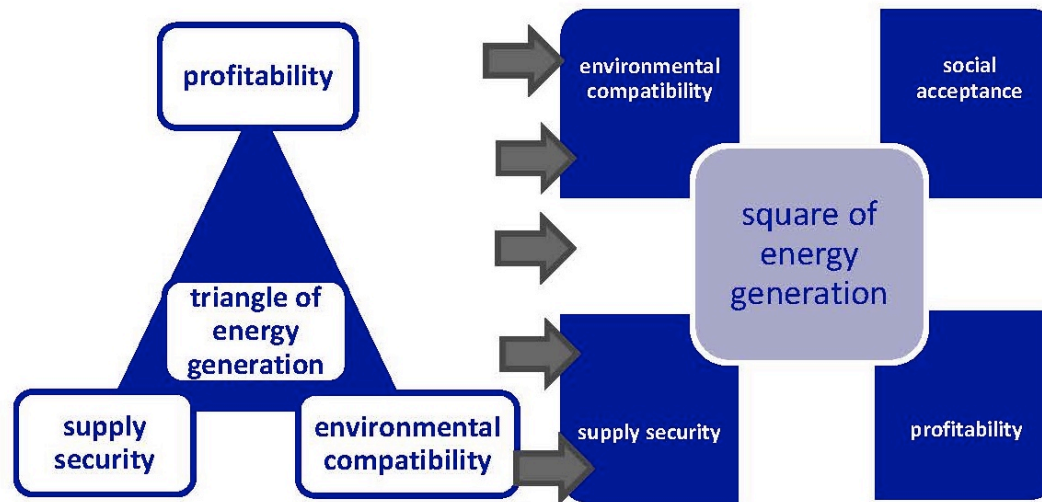 profitability
triangle of
energy
generation
supply
security
environmental
compatibility
environmental
compatibility
social
acceptance
square of
energy
generation
supply security
profitability